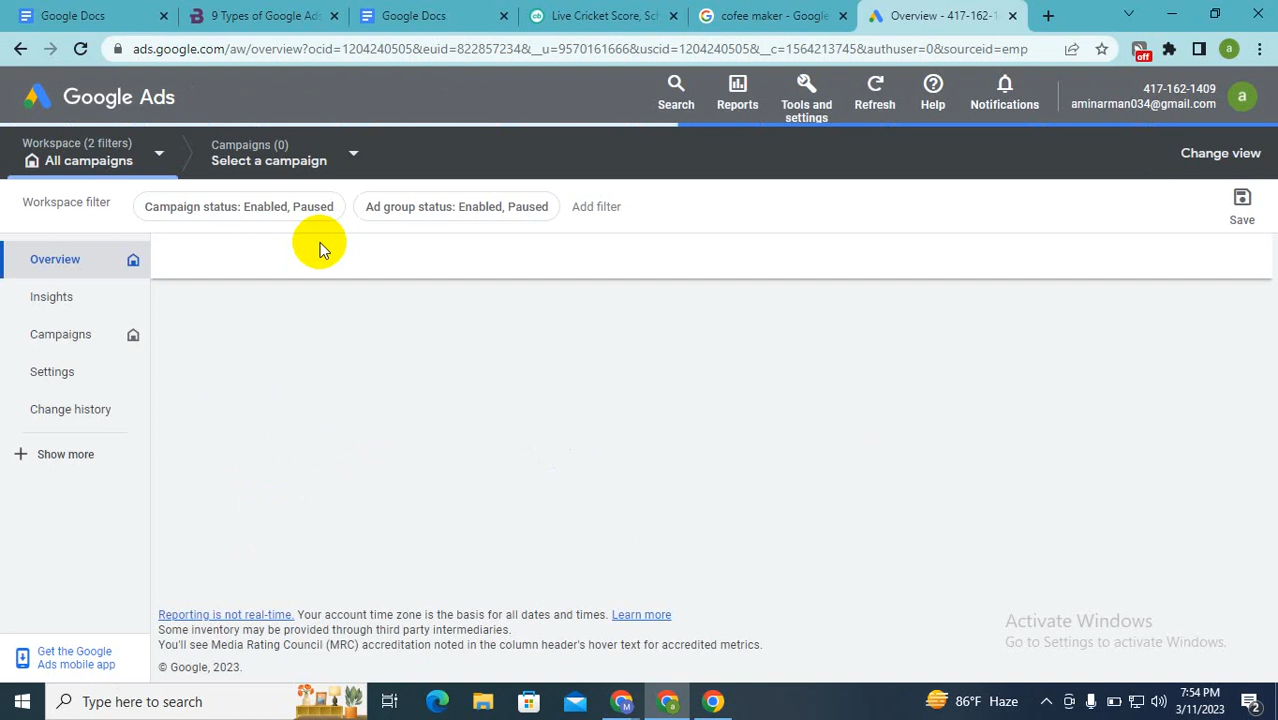 Google Docs
9 Types of Google Ads
Google Docs
Live Cricket Score, Sch
cofee maker - Google
Overview - 417-162-1
ads.google.com/aw/overview?ocid=1204240505&euid=822857234&__u=9570161666&uscid=1204240505&__c=1564213745&authuser=0&sourceid=emp
off
a
Google Ads
Search
Reports
Tools and
settings
Refresh
Help
Notifications
417-162-1409
aminarman034@gmail.com
a
Workspace (2 filters)
All campaigns
Campaigns (0)
Select a campaign
Change view
Workspace filter
Campaign status: Enabled, Paused
Ad group status: Enabled, Paused
Add filter
Save
Overview
Insights
Campaigns
Settings
Change history
Show more
Reporting is not real-time. Your account time zone is the basis for all dates and times. Learn more
Some inventory may be provided through third party intermediaries.
You'll see Media Rating Council (MRC) accreditation noted in the column header's hover text for accredited metrics.
© Google, 2023.
Get the Google
Ads mobile app
Activate Windows
Go to Settings to activate Windows.
Type here to search
86°F Haze
7:54 PM
3/11/2023
2